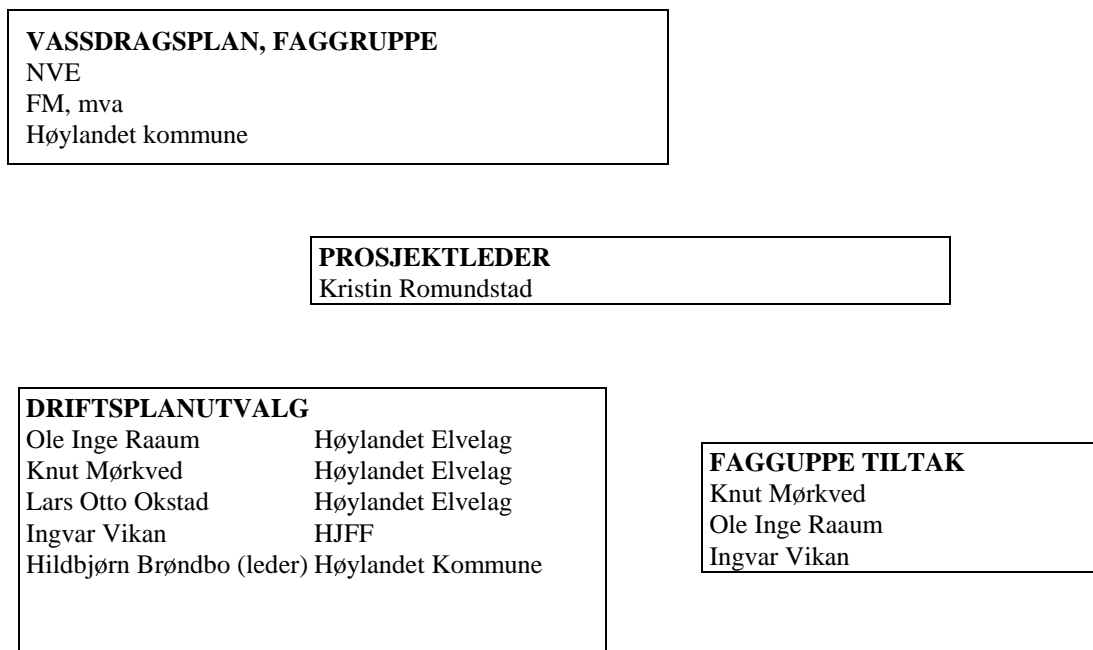 VASSDRAGSPLAN, FAGGRUPPE
NVE
FM, mva
Høylandet kommune
PROSJEKTLEDER
Kristin Romundstad
DRIFTSPLANUTVALG
Ole Inge Raaum Høylandet Elvelag
Knut Mørkved Høylandet Elvelag
Lars Otto Okstad Høylandet Elvelag
Ingvar Vikan HJFF
Hildbjørn Brøndbo (leder) Høylandet Kommune
FAGGUPPE TILTAK
Knut Mørkved
Ole Inge Raaum
Ingvar Vikan